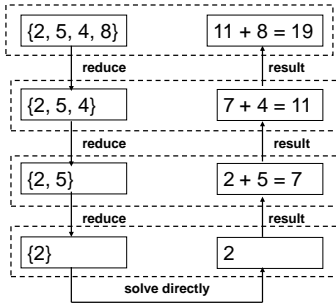 {2, 5, 4, 8}
11 + 8 = 19
reduce
result
{2, 5, 4}
7 + 4 = 11
reduce
result
{2, 5}
2 + 5 = 7
reduce
result
{2}
2
solve directly